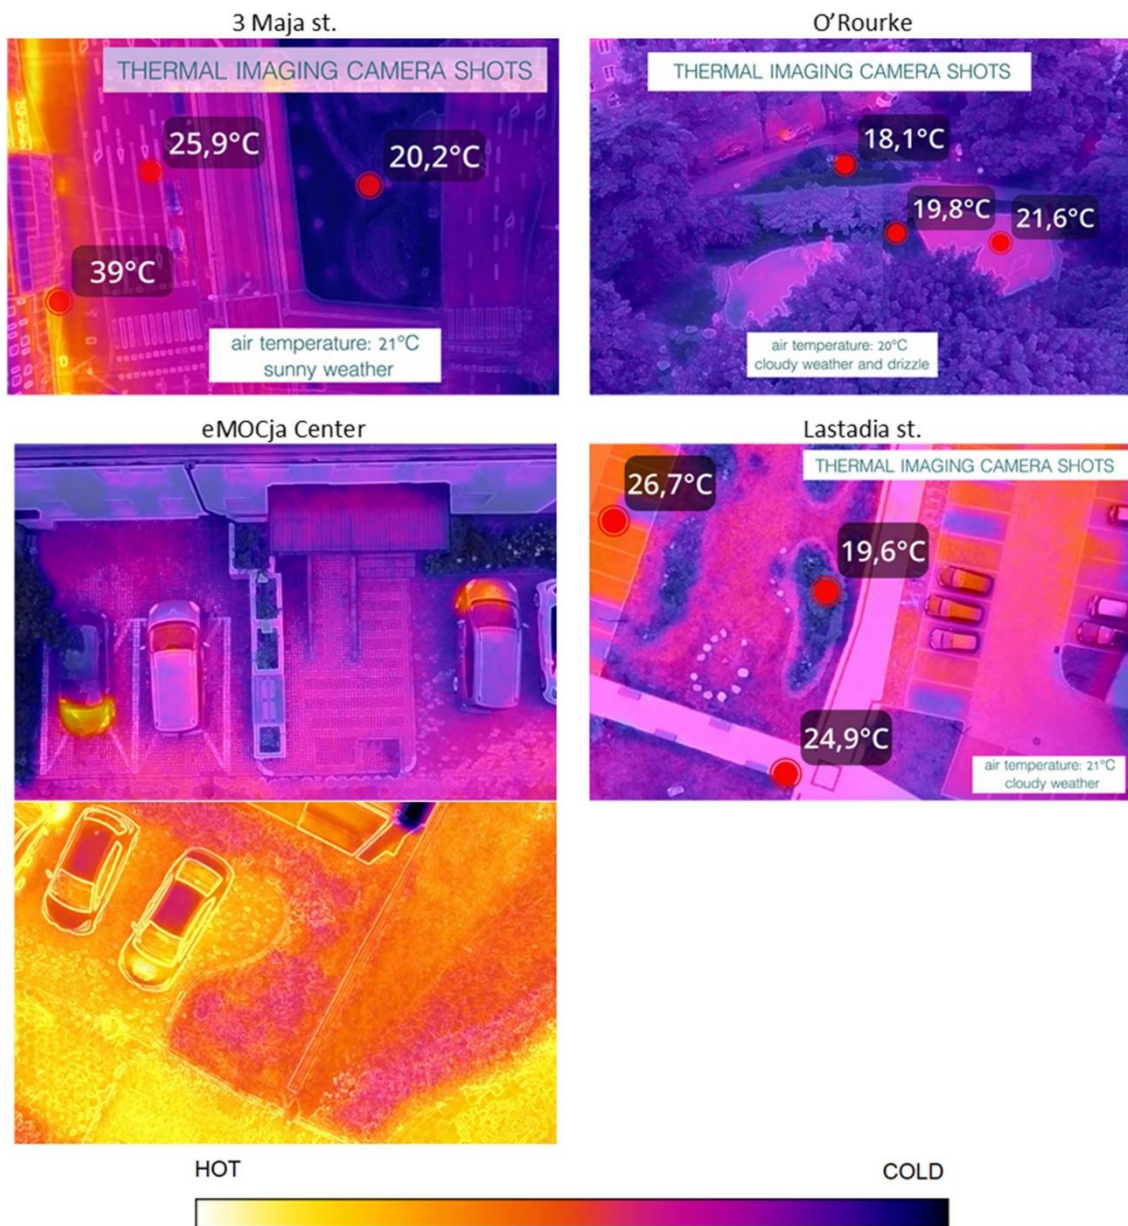 3 Maja st.
THERMAL IMAGING CAMERA SHOTS
25,9°C
20,2°C
39°C
air temperature: 21°C
sunny weather
O'Rourke
THERMAL IMAGING CAMERA SHOTS
18,1°C
19,8°C
21,6°C
air temperature: 20°C
cloudy weather and drizzle
eMOCja Center
Lastadia st.
THERMAL IMAGING CAMERA SHOTS
26,7°C
19,6°C
24,9°C
air temperature: 21°C
cloudy weather
HOT
COLD